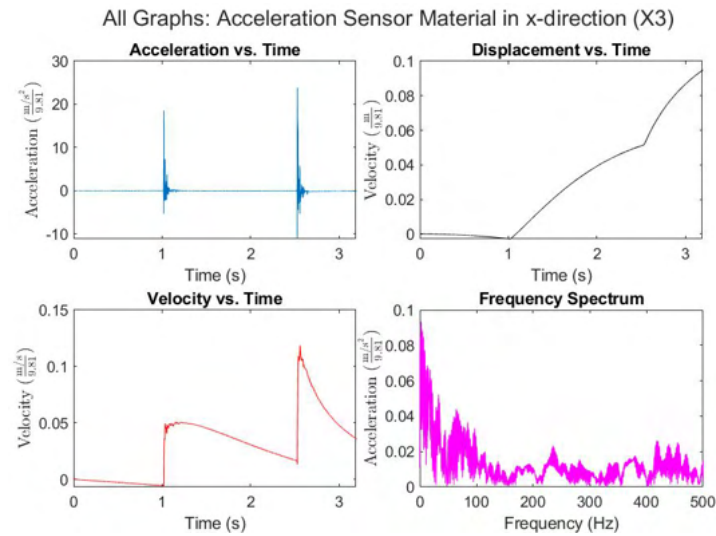 All Graphs: Acceleration Sensor Material in x-direction (X3)
Acceleration vs. Time
Acceleration (m/s²/9.81)
30
20
10
0
-10
0 1 2 3
Time (s)
Displacement vs. Time
Velocity (m/9.81)
0.1
0.08
0.06
0.04
0.02
0
0 1 2 3
Time (s)
Velocity vs. Time
Velocity (m/s/9.81)
0.15
0.1
0.05
0
0 1 2 3
Time (s)
Frequency Spectrum
Acceleration (m/s²/9.81)
0.1
0.08
0.06
0.04
0.02
0
0 100 200 300 400 500
Frequency (Hz)